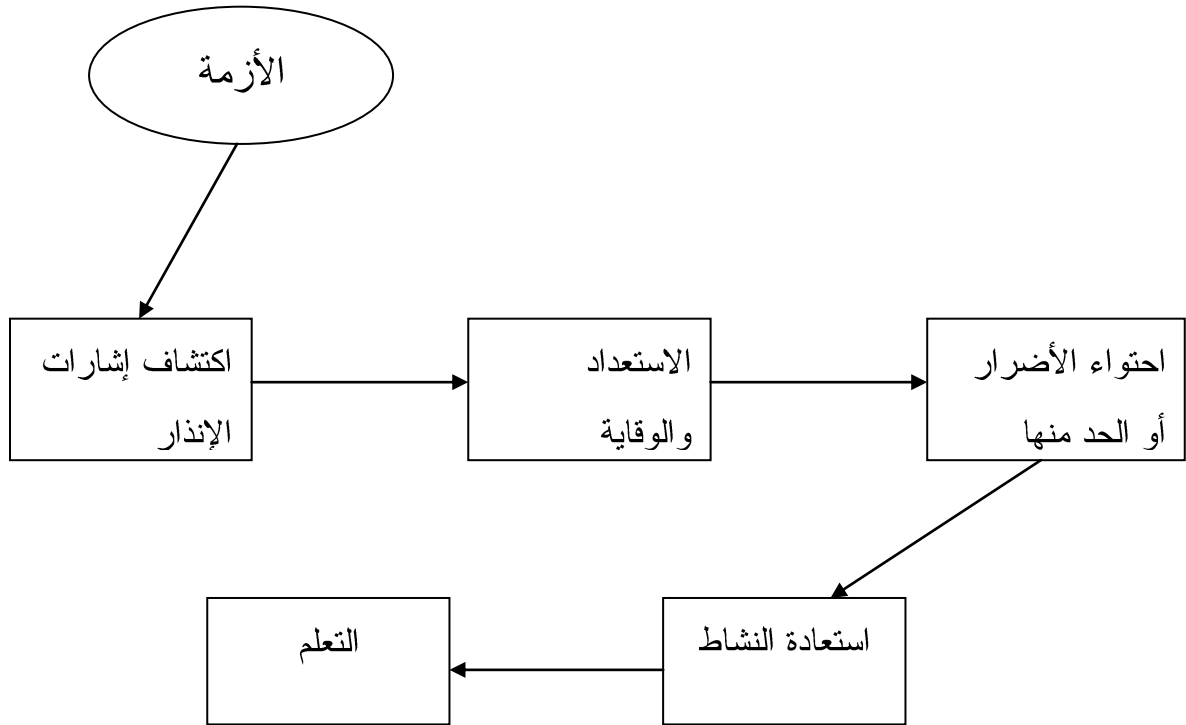 الأزمة
اكتشاف إشارات
الإنذار
الاستعداد
والوقاية
احتواء الأضرار
أو الحد منها
استعادة النشاط
التعلم